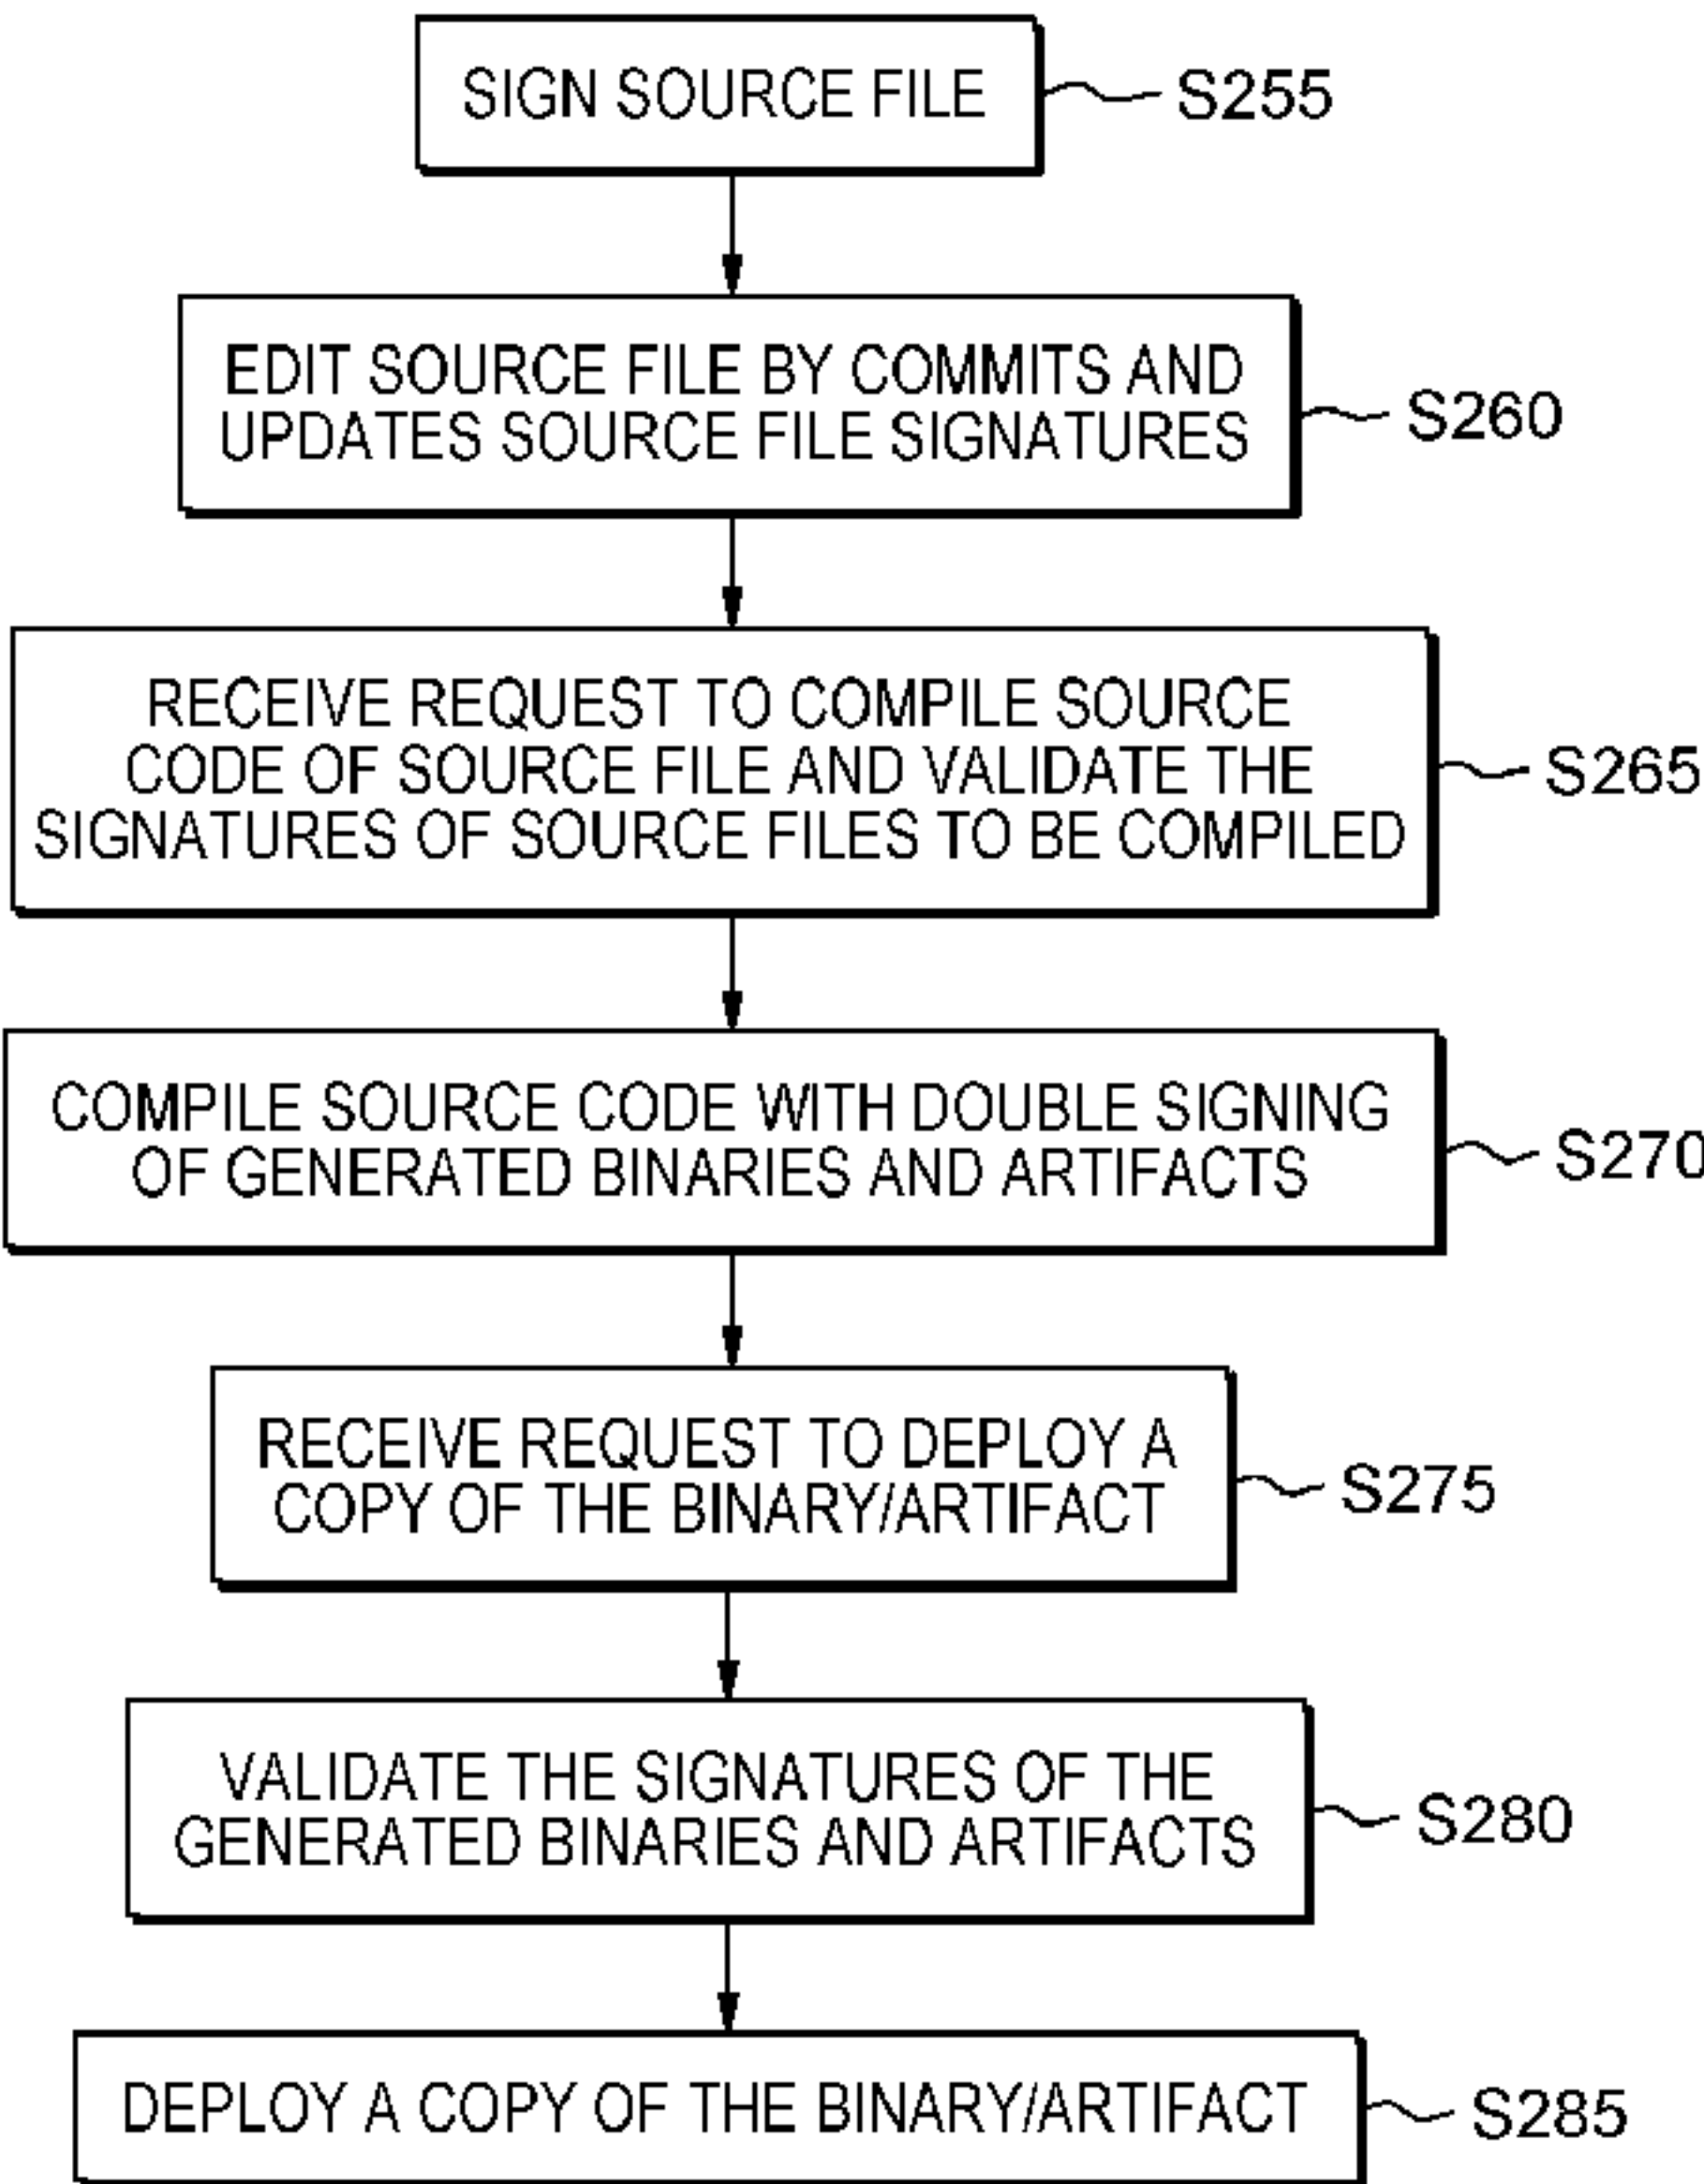 SIGN SOURCE FILE
S255
EDIT SOURCE FILE BY COMMITS AND
UPDATES SOURCE FILE SIGNATURES
S260
RECEIVE REQUEST TO COMPILE SOURCE
CODE OF SOURCE FILE AND VALIDATE THE
SIGNATURES OF SOURCE FILES TO BE COMPILED
S265
COMPILE SOURCE CODE WITH DOUBLE SIGNING
OF GENERATED BINARIES AND ARTIFACTS
S270
RECEIVE REQUEST TO DEPLOY A
COPY OF THE BINARY/ARTIFACT
S275
VALIDATE THE SIGNATURES OF THE
GENERATED BINARIES AND ARTIFACTS
S280
DEPLOY A COPY OF THE BINARY/ARTIFACT
S285